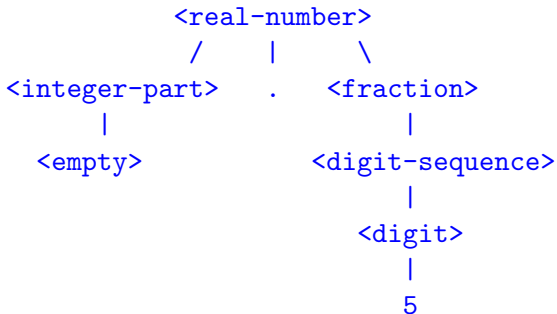 <real-number>
/ | \
<integer-part> . <fraction>
| |
<empty> <digit-sequence>
|
<digit>
|
5